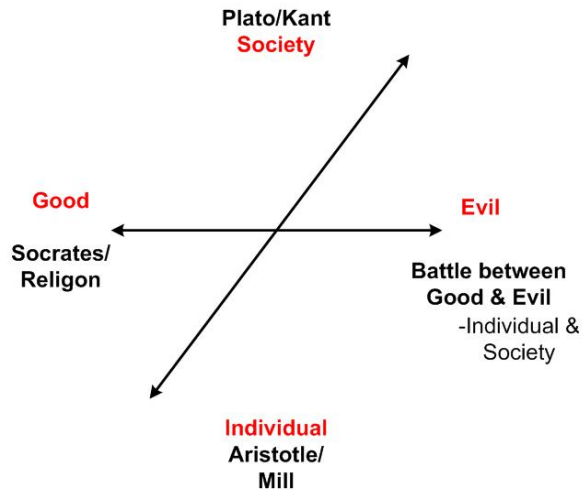 Plato/Kant
Society
Good
Evil
Socrates/
Religon
Battle between
Good & Evil
-Individual &
Society
Individual
Aristotle/
Mill